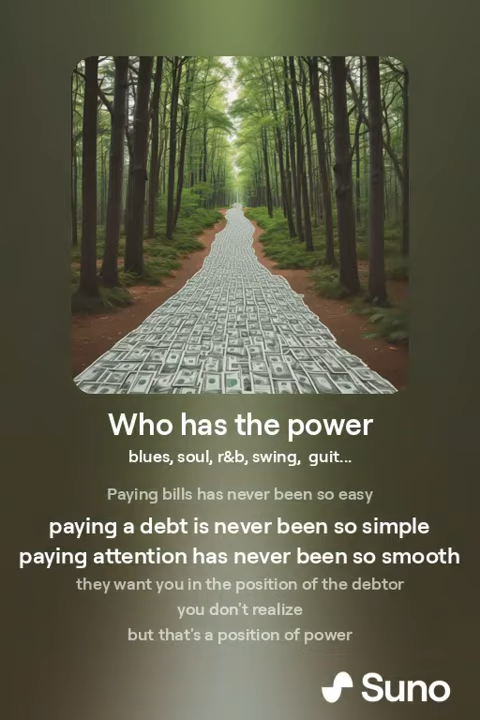 Who has the power
blues, soul, r&b, swing,  guit...
Paying bills has never been so easy
paying a debt is never been so simple
paying attention has never been so smooth
they want you in the position of the debtor
you don't realize
but that's a position of power
Suno